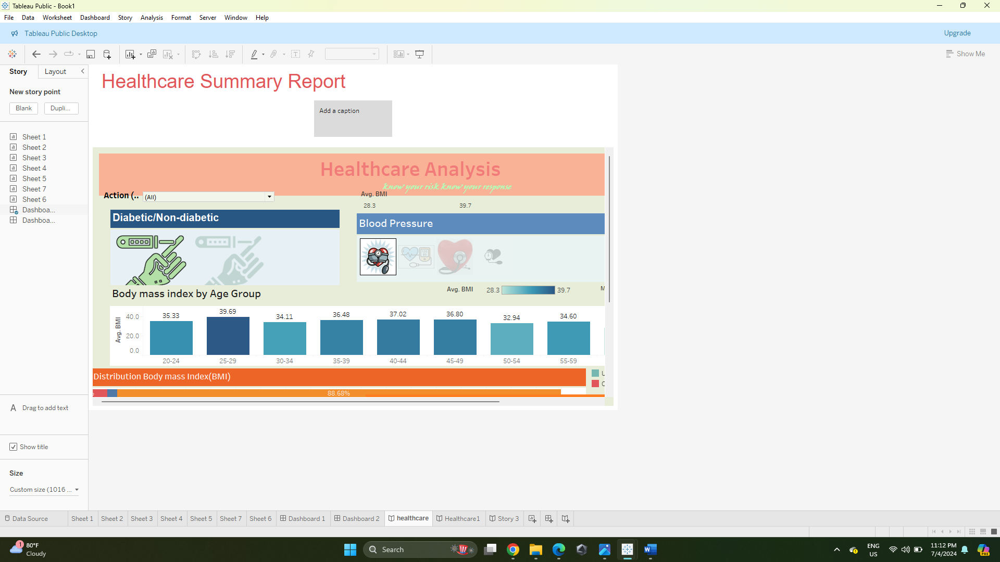 Tableau Public - Book1
File Data Worksheet Dashboard Story Analysis Format Server Window Help
Tableau Public Desktop Upgrade
Show Me
Story Layout
New story point
Blank Dupli...
Sheet 1
Sheet 2
Sheet 3
Sheet 4
Sheet 5
Sheet 7
Sheet 6
Dashboa...
Dashboa...
A Drag to add text
Show title
Size
Custom size (1016 ...
Healthcare Summary Report
Add a caption
Healthcare Analysis
know your risk know your response
Action (.. (All)
Avg. BMI
28.3 39.7
Diabetic/Non-diabetic
Blood Pressure
Body mass index by Age Group
Avg. BMI 28.3 39.7 M
Avg. BMI
40.0
20.0
0.0
35.33 39.69 34.11 36.48 37.02 36.80 32.94 34.60
20-24 25-29 30-34 35-39 40-44 45-49 50-54 55-59
Distribution Body mass Index(BMI)
88.68%
Data Source Sheet 1 Sheet 2 Sheet 3 Sheet 4 Sheet 5 Sheet 7 Sheet 6 Dashboard 1 Dashboard 2 healthcare Healthcare1 Story 3
1
80°F
Cloudy
Search
ENG
US
11:12 PM
7/4/2024
PRE